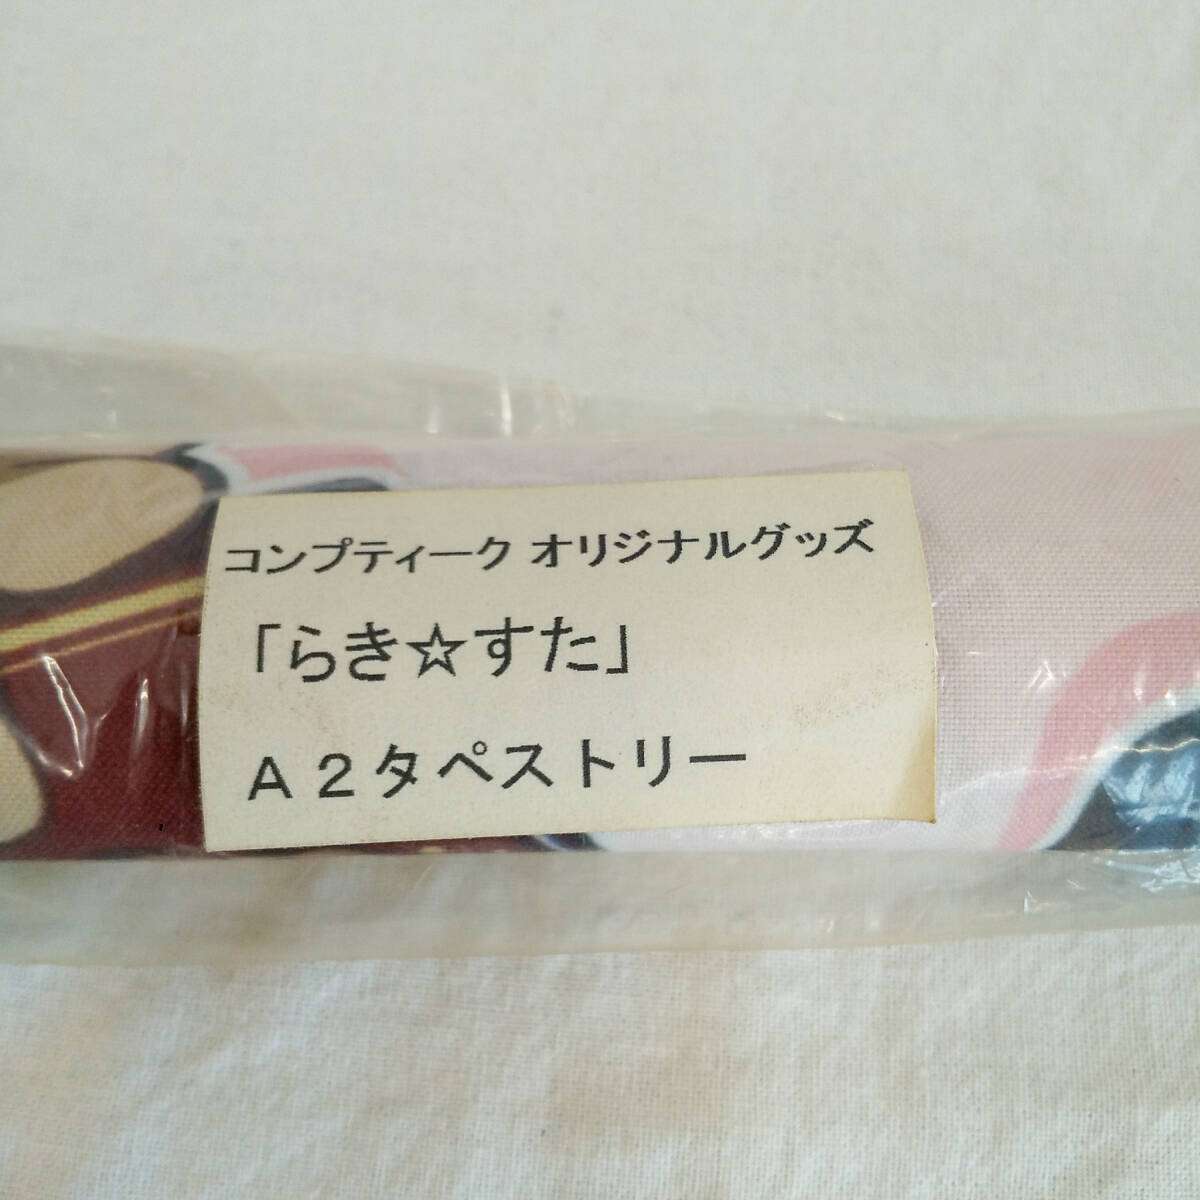 コンプティーク オリジナルグッズ
「らき☆すた」
Ａ２タペストリー